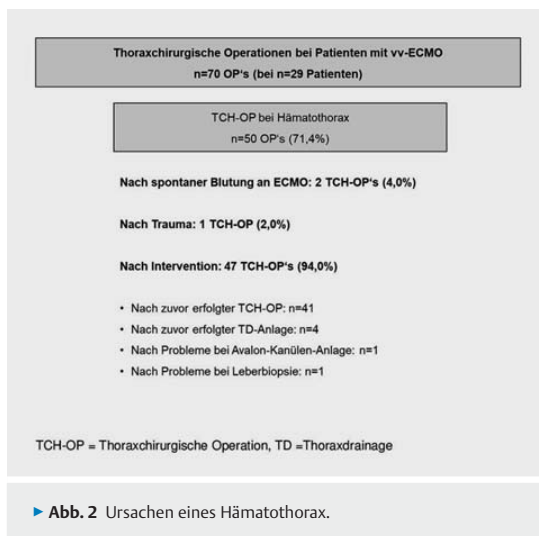 Thoraxchirurgische Operationen bei Patienten mit vv-ECMO
n=70 OP's (bei n=29 Patienten)
TCH-OP bei Hämatothorax
n=50 OP's (71,4%)
Nach spontaner Blutung an ECMO: 2 TCH-OP's (4,0%)
Nach Trauma: 1 TCH-OP (2,0%)
Nach Intervention: 47 TCH-OP's (94,0%)
• Nach zuvor erfolgter TCH-OP: n=41
• Nach zuvor erfolgter TD-Anlage: n=4
• Nach Probleme bei Avalon-Kanülen-Anlage: n=1
• Nach Probleme bei Leberbiopsie: n=1
TCH-OP = Thoraxchirurgische Operation, TD =Thoraxdrainage
▶ Abb. 2 Ursachen eines Hämatothorax.